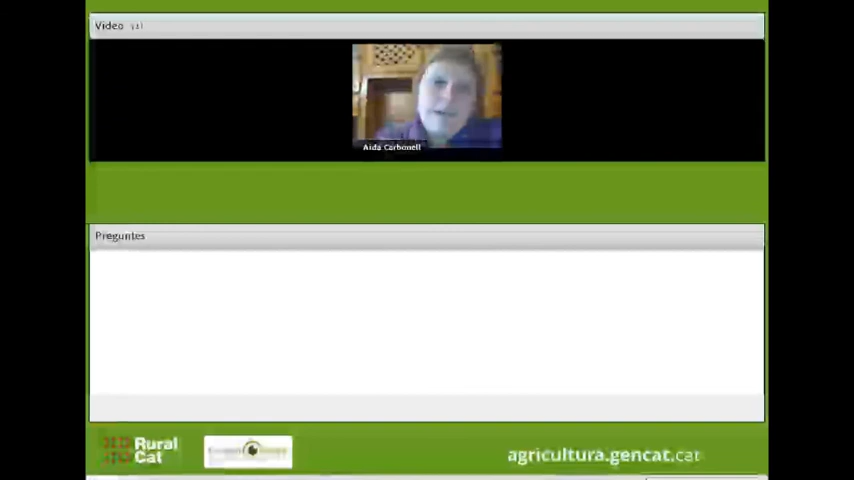 Video (1)
Aida Carbonell
Preguntes
Rural
Cat
agricultura.gencat.cat